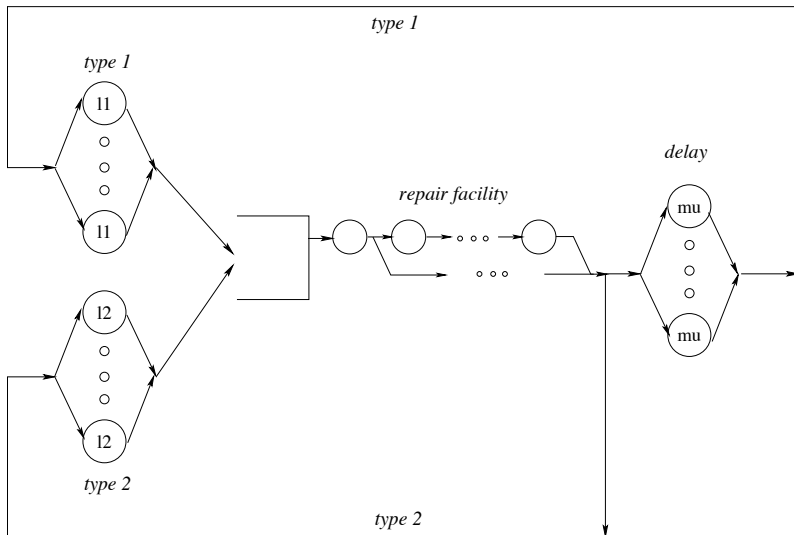 type 1
type 1
l1
l1
delay
repair facility
mu
mu
l2
l2
type 2
type 2